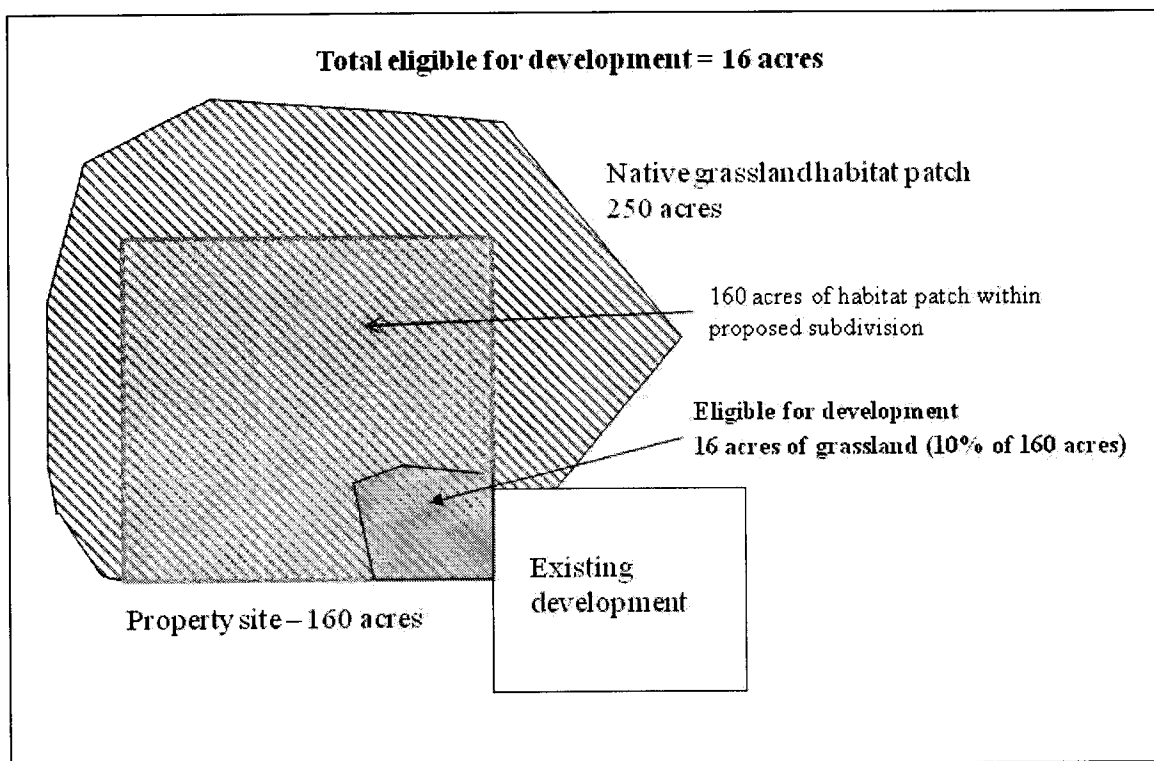 Total eligible for development = 16 acres
Native grassland habitat patch
250 acres
160 acres of habitat patch within
proposed subdivision
Eligible for development
16 acres of grassland (10% of 160 acres)
Existing
development
Property site – 160 acres